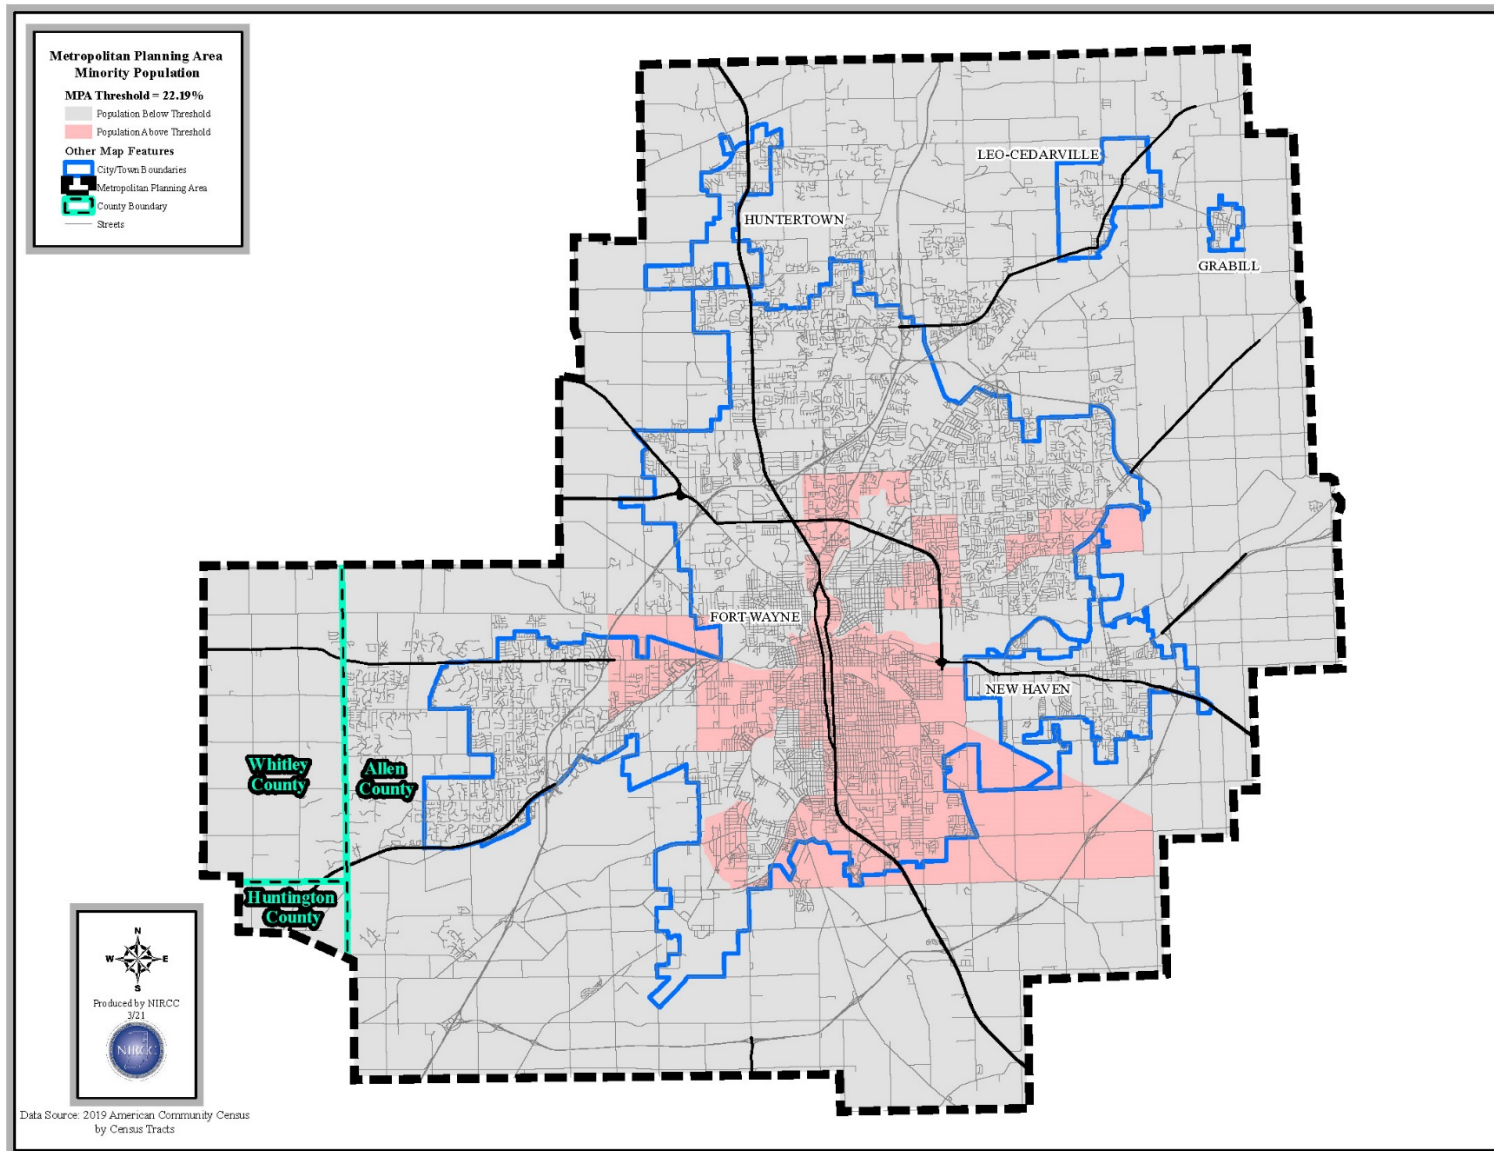 Metropolitan Planning Area
Minority Population
MPA Threshold = 22.19%
Population Below Threshold
Population Above Threshold
Other Map Features
City/Town Boundaries
Metropolitan Planning Area
County Boundary
Streets
LEO-CEDARVILLE
HUNTERTOWN
GRABILL
FORT WAYNE
NEW HAVEN
Whitley
County
Allen
County
Huntington
County
N
W
E
S
Produced by NIRCC
3/21
NIRCC
Data Source: 2019 American Community Census
by Census Tracts